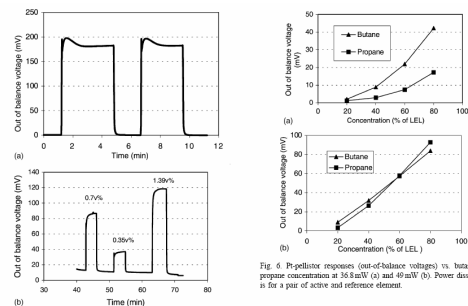 250
200
150
100
50
0
Out of balance voltage (mV)
0 2 4 6 8 10 12
(a)
Time (min)
140
120
100
80
60
40
20
0
Out of balance voltage (mV)
0.7v%
0.35v%
1.39v%
30 40 50 60 70 80
(b)
Time (min)
50
40
30
20
10
0
Out of balance voltage
(mV)
Butane
Propane
0 20 40 60 80 100
(a)
Concentration (% of LEL)
100
80
60
40
20
0
Out of balance voltage (mV)
Butane
Propane
0 20 40 60 80 100
(b)
Concentration (% of LEL )
Fig. 6. Pt-pellistor responses (out-of-balance voltages) vs. buta
propane concentration at 36.8 mW (a) and 49 mW (b). Power diss
is for a pair of active and reference element.